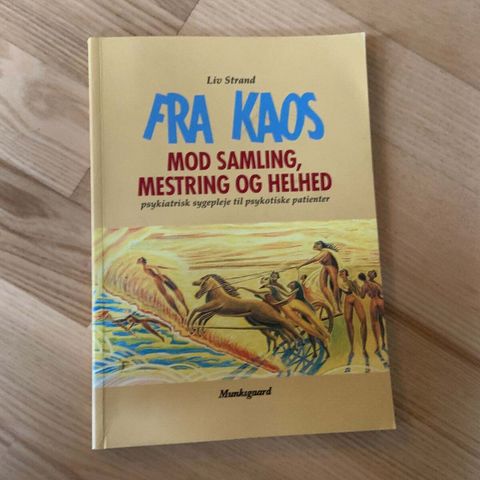 Liv Strand
FRA KAOS
MOD SAMLING,
MESTRING OG HELHED
psykiatrisk sygepleje til psykotiske patienter
Munksgaard